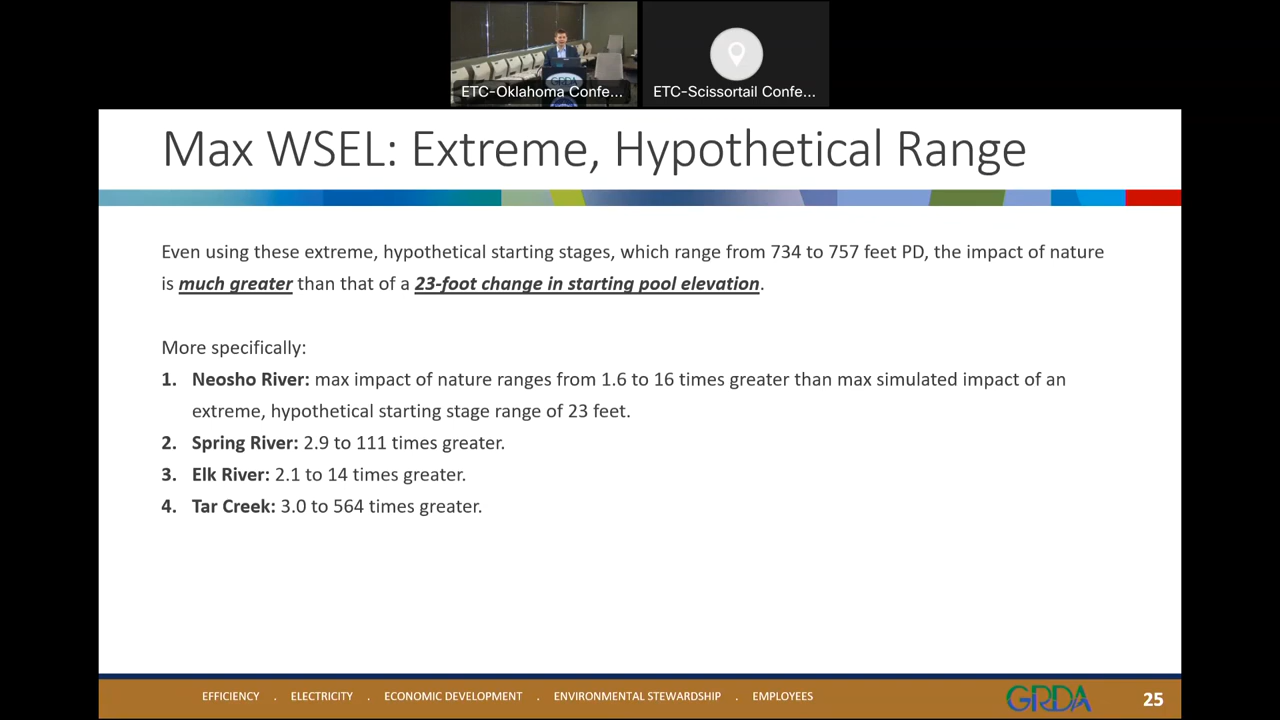 GRDA
ETC-Oklahoma Confe...
ETC-Scissortail Confe...
Max WSEL: Extreme, Hypothetical Range
Even using these extreme, hypothetical starting stages, which range from 734 to 757 feet PD, the impact of nature
is much greater than that of a 23-foot change in starting pool elevation.
More specifically:
1. Neosho River: max impact of nature ranges from 1.6 to 16 times greater than max simulated impact of an
extreme, hypothetical starting stage range of 23 feet.
2. Spring River: 2.9 to 111 times greater.
3. Elk River: 2.1 to 14 times greater.
4. Tar Creek: 3.0 to 564 times greater.
EFFICIENCY . ELECTRICITY . ECONOMIC DEVELOPMENT . ENVIRONMENTAL STEWARDSHIP . EMPLOYEES
GRDA
25